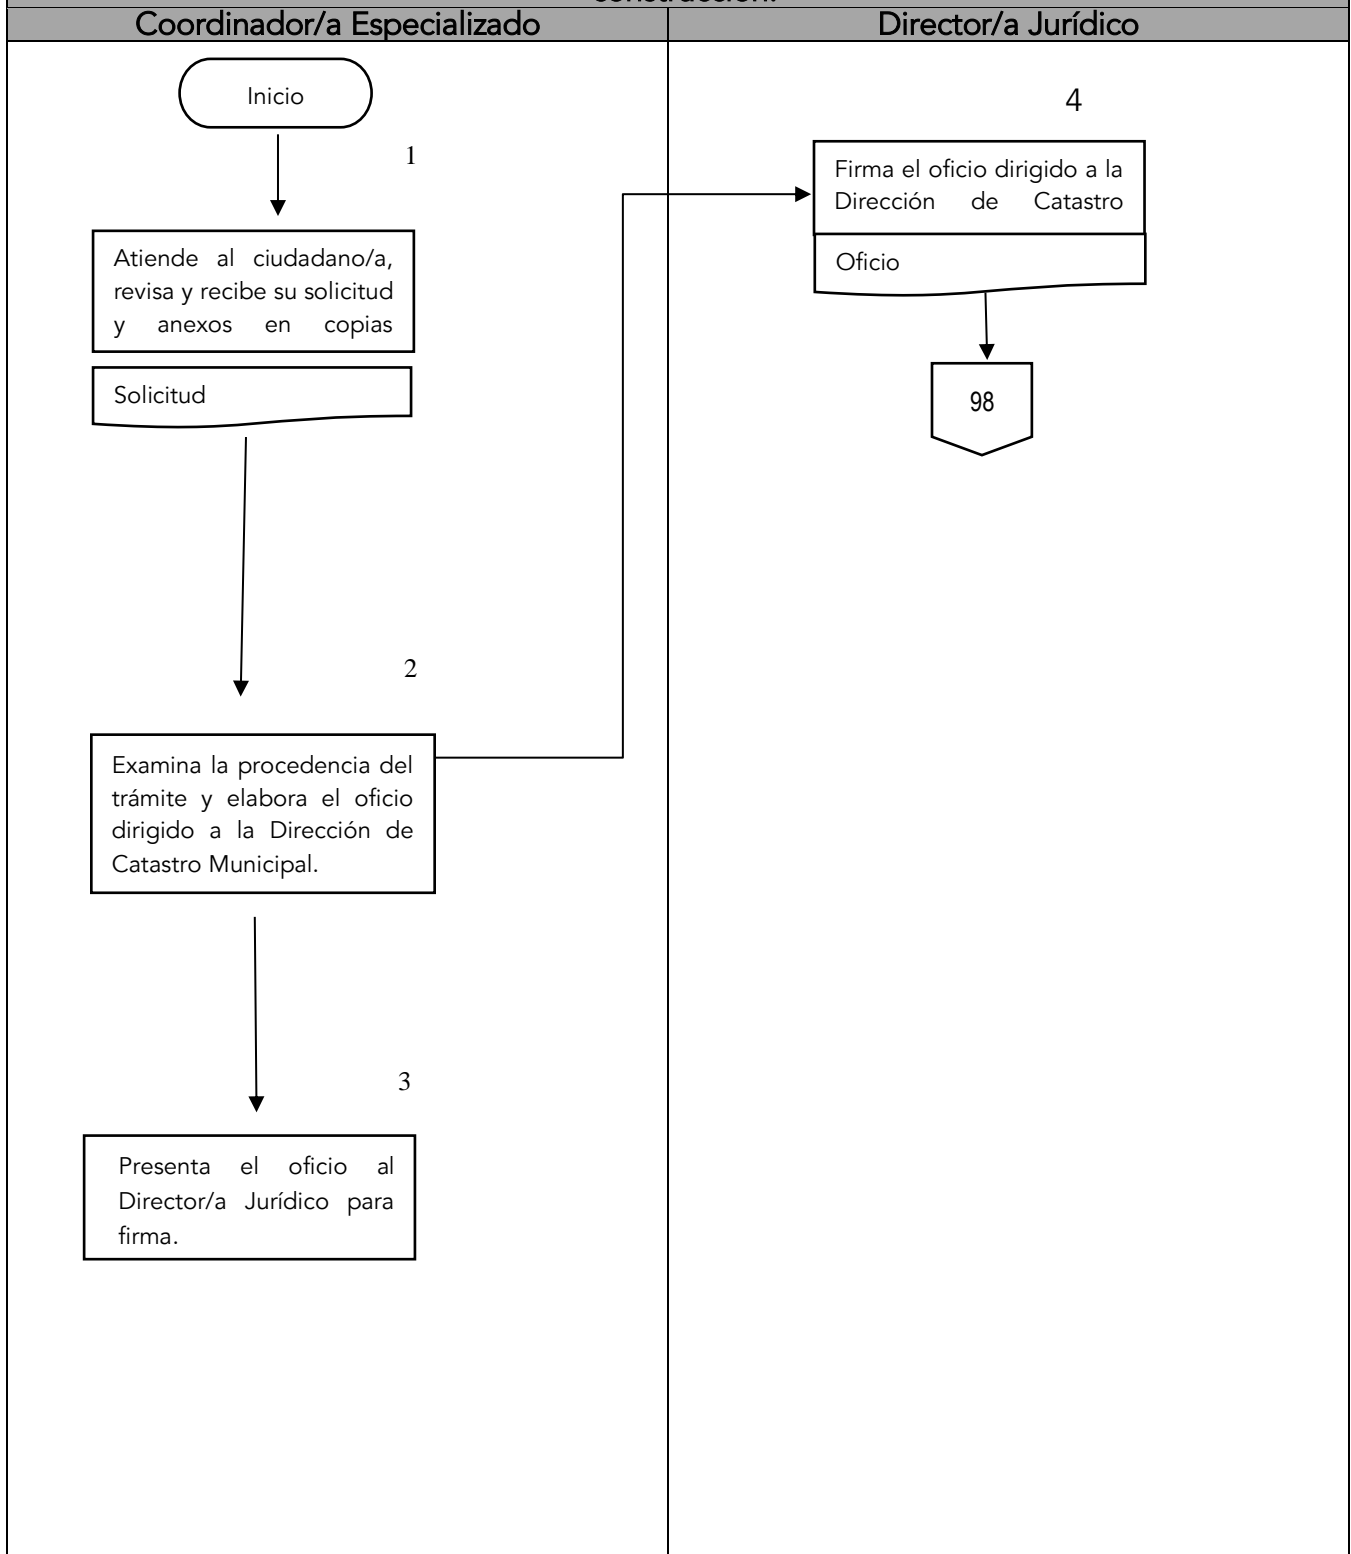 construcción.
Coordinador/a Especializado
Director/a Jurídico
Inicio
1
Atiende al ciudadano/a,
revisa y recibe su solicitud
y anexos en copias
Solicitud
2
Examina la procedencia del
trámite y elabora el oficio
dirigido a la Dirección de
Catastro Municipal.
3
Presenta el oficio al
Director/a Jurídico para
firma.
4
Firma el oficio dirigido a la
Dirección de Catastro
Oficio
98